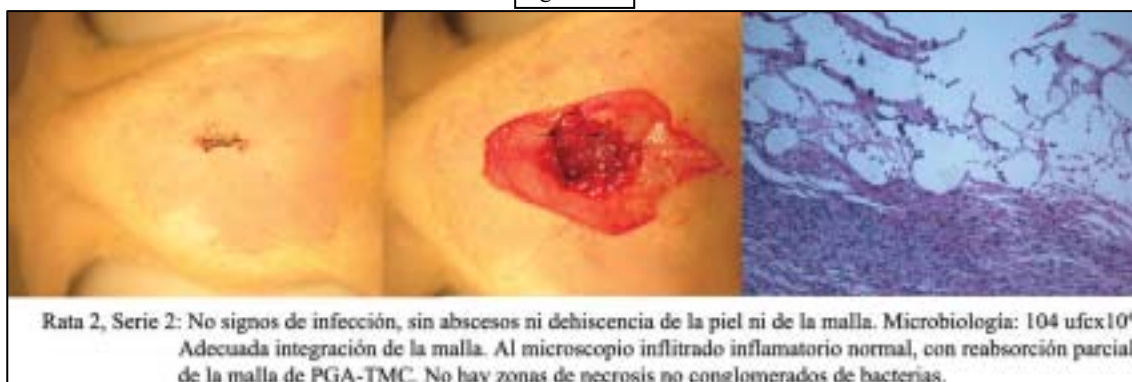 Rata 2, Serie 2: No signos de infección, sin abscesos ni dehiscencia de la piel ni de la malla. Microbiología: 104 ufcx10⁶
Adecuada integración de la malla. Al microscopio inflitrado inflamatorio normal, con reabsorción parcial
de la malla de PGA-TMC. No hay zonas de necrosis no conglomerados de bacterias.